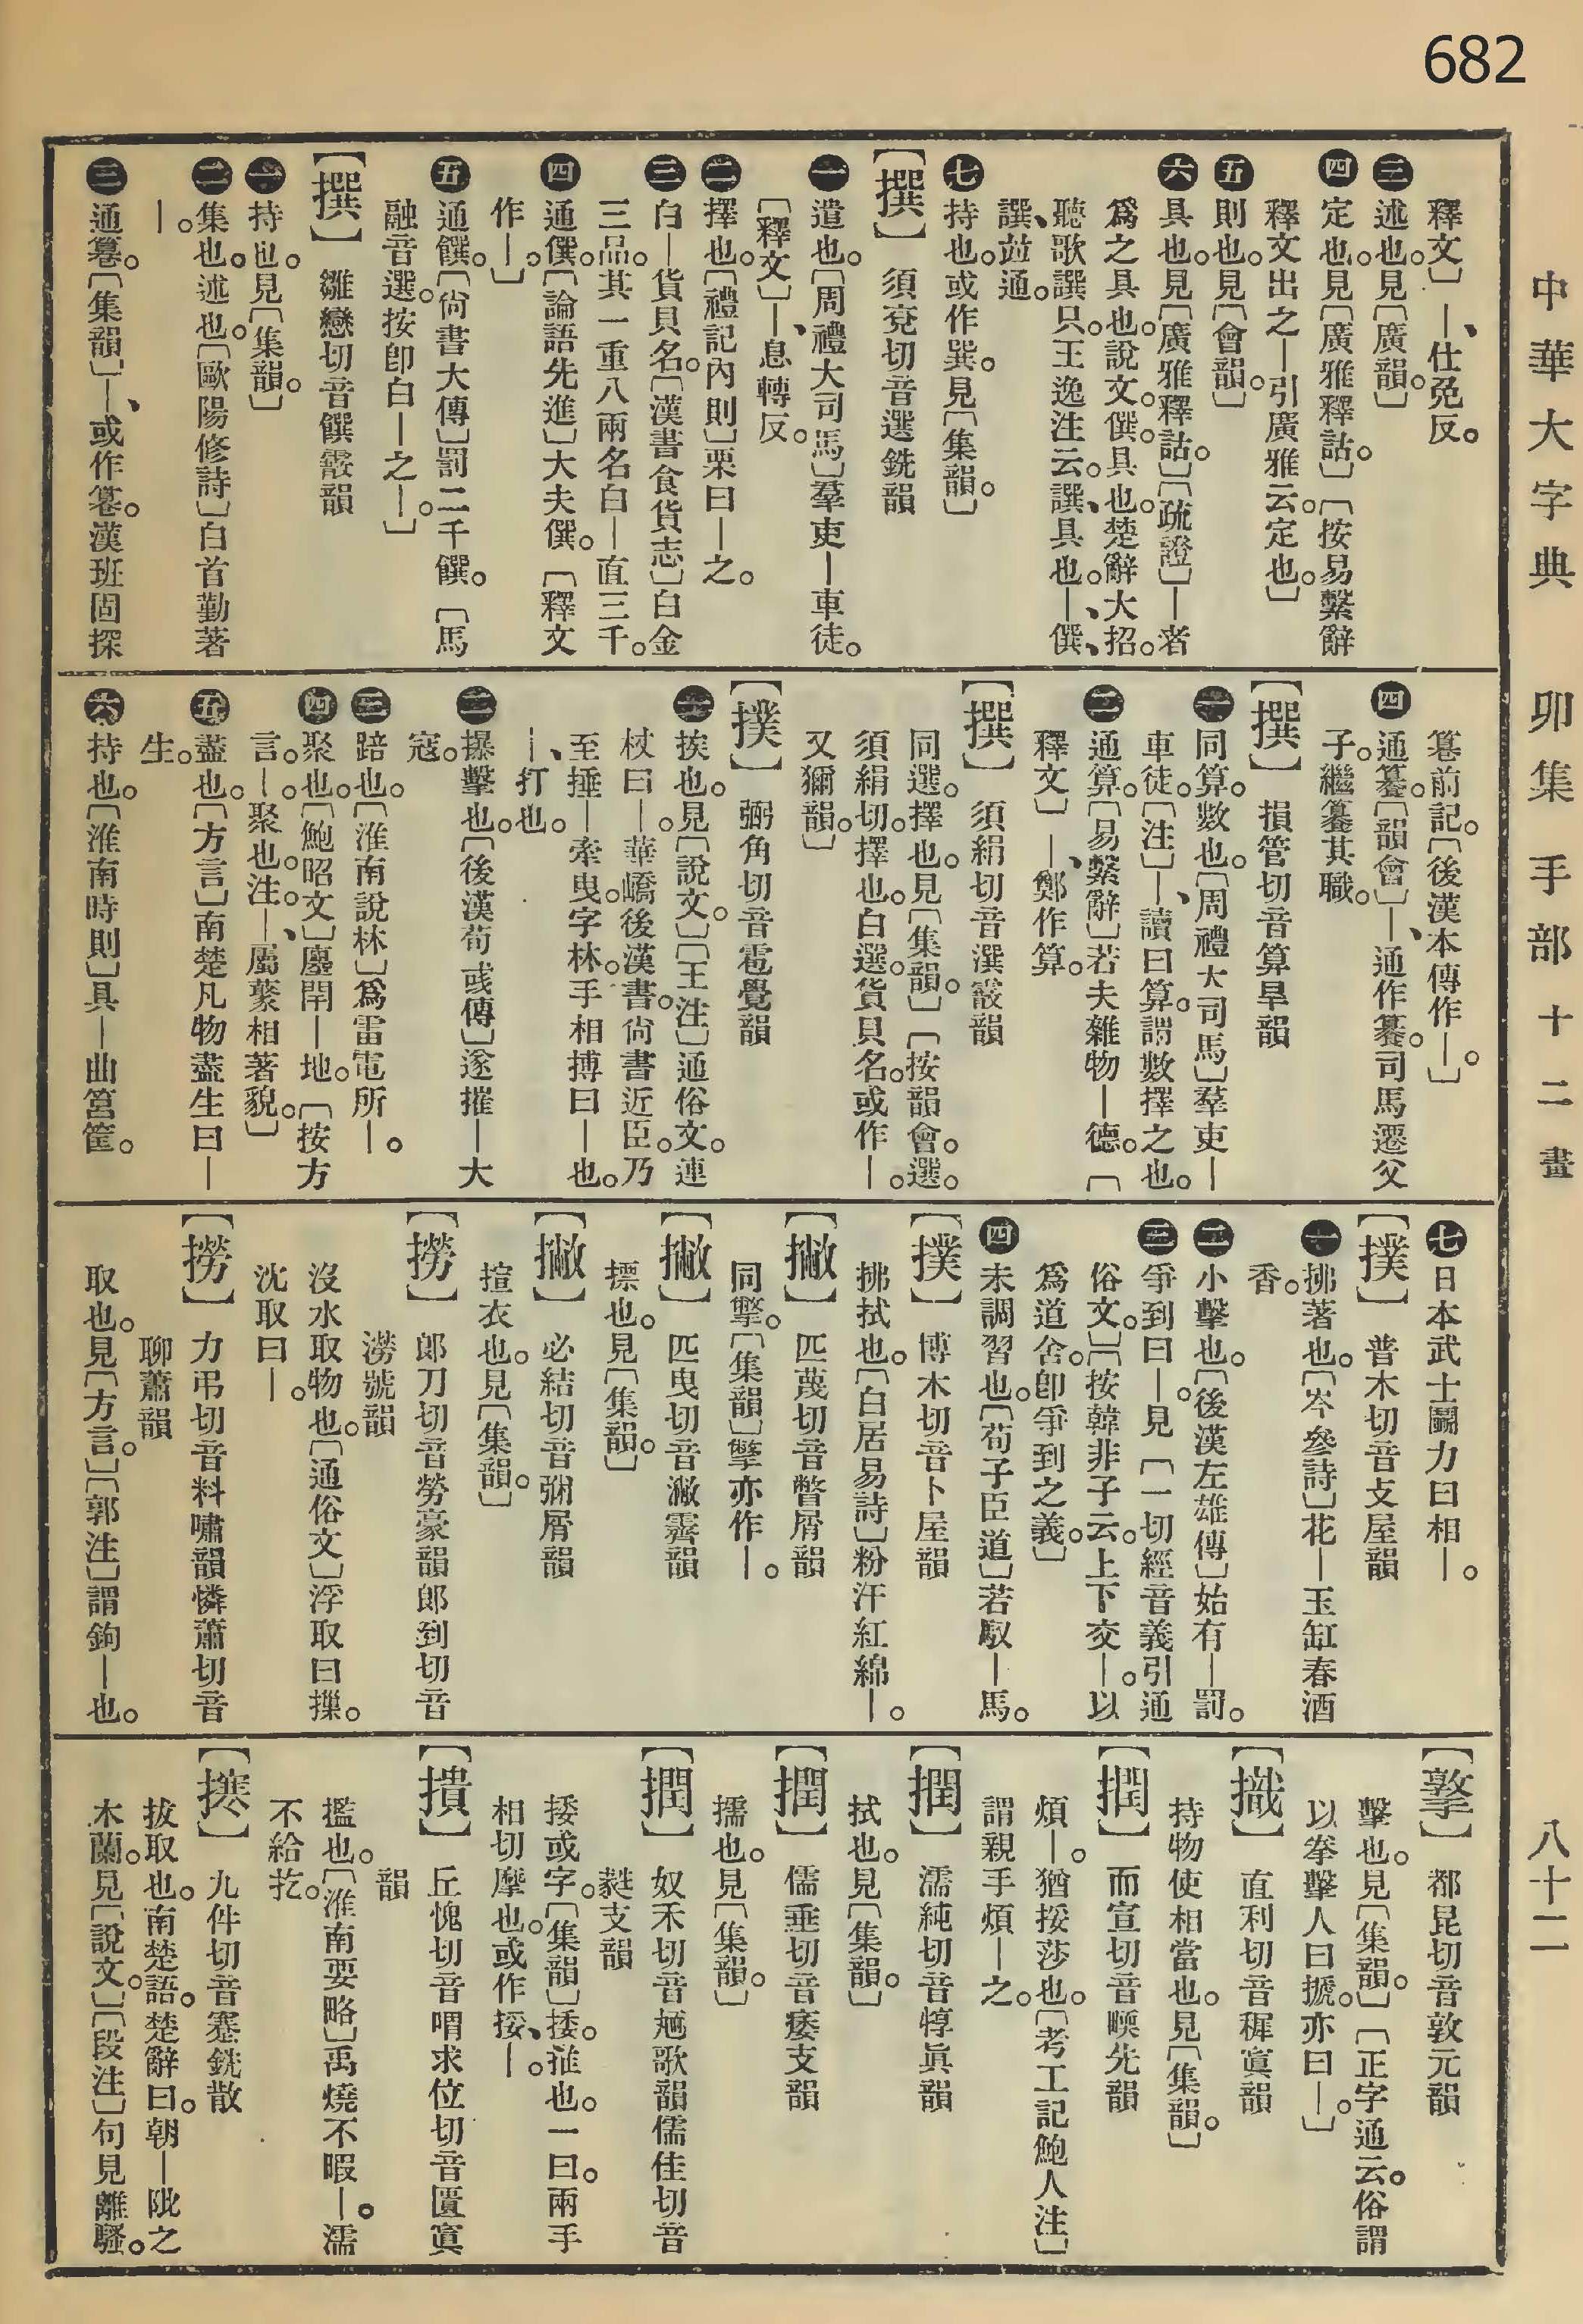 682
中華大字典 卯集 手部 十二畫 八十二
釋文〕｜、仕免反。
㊂述也。見〔廣韻。〕
㊃定也。見〔廣雅釋詁。〕〔按易繫辭
釋文出之｜引廣雅云。定也。〕
㊄則也。見〔會韻。〕
㊅具也。見〔廣雅釋詁。〕〔疏證〕｜者
爲之具也。說文。僎。具也。楚辭大招。
聽歌譔只。王逸注云。譔、具也。｜、僎、
譔、竝通。
㊆持也。或作巽。見〔集韻。〕
【撰】 須兗切音選銑韻
㊀遣也。〔周禮大司馬〕羣吏｜車徒。
〔釋文〕｜、息轉反。
㊁擇也。〔禮記內則〕栗曰｜之。
㊂白｜貨貝名。〔漢書食貨志〕白金
三品。其一重八兩名白｜直三千。
㊃通僎。〔論語先進〕大夫僎。〔釋文
作｜。〕
㊄通饌。〔尙書大傳〕罰二千饌。〔馬
融音選。按卽白｜之｜。〕
【撰】 雛戀切音饌霰韻
㊀持也。見〔集韻。〕
㊁集也。述也。〔歐陽修詩〕白首勤著
｜。
㊂通篹。〔集韻〕｜、或作篹。漢班固探
篹前記。〔後漢本傳作｜。〕
㊃通纂。〔韻會〕｜、通作纂。司馬遷父
子。繼纂其職。
【撰】 損管切音算旱韻
㊀同算。數也。〔周禮大司馬〕羣吏｜
車徒。〔注〕｜、讀曰算。謂數擇之也。
㊁通算。〔易繫辭〕若夫雜物｜德。〔
釋文〕｜、鄭作算。
【撰】 須絹切音潠霰韻
同選。擇也。見〔集韻。〕〔按韻會。選。
須絹切。擇也。白選。貨貝名。或作｜。
又獮韻。〕
【撲】 弼角切音雹覺韻
㊀挨也。見〔說文。〕〔王注〕通俗文。連
杖曰｜。華嶠後漢書。尙書近臣。乃
至捶｜牽曳。字林。手相搏曰｜也。
｜、打也。
㊁㩧擊也。〔後漢荀彧傳〕遂摧｜大
寇。
㊂踣也。〔淮南說林〕爲雷電所｜。
㊃聚也。〔鮑昭文〕廛閈｜地。〔按方
言。｜。聚也。注。｜、屬蔂相著貌。〕
㊄盡也。〔方言〕南楚凡物盡生曰｜
生。
㊅持也。〔淮南時則〕具｜曲筥筐。
㊆日本武士鬭力曰相｜。
【撲】 普木切音攴屋韻
㊀拂著也。〔岑參詩〕花｜玉缸春酒
香。
㊁小擊也。〔後漢左雄傳〕始有｜罰。
㊂爭到曰｜。見〔一切經音義引通
俗文。〕〔按韓非子云。上下交｜。以
爲道舍。卽爭到之義。〕
㊃未調習也。〔荀子臣道〕若馭｜馬。
【撲】 博木切音卜屋韻
拂拭也。〔白居易詩〕粉汗紅綿｜。
【撇】 匹蔑切音瞥屑韻
同擎。〔集韻〕擎亦作｜。
【撇】 匹曳切音潎霽韻
摽也。見〔集韻。〕
【撇】 必結切音弻屑韻
揎衣也。見〔集韻。〕
【撈】 郞刀切音勞豪韻郞到切音
澇號韻
沒水取物也。〔通俗文〕浮取曰摷。
沈取曰｜。
【撈】 力弔切音料嘯韻憐蕭切音
聊蕭韻
取也。見〔方言。〕〔郭注〕謂鉤｜也。
【撉】 都昆切音敦元韻
擊也。見〔集韻。〕〔正字通云。俗謂
以拳擊人曰搋。亦曰｜。〕
【㩼】 直利切音穉寘韻
持物使相當也。見〔集韻。〕
【撋】 而宣切音㬉先韻
煩｜。猶挼莎也。〔考工記鮑人注〕
謂親手煩｜之。
【撋】 濡純切音惇眞韻
拭也。見〔集韻。〕
【撋】 儒垂切音痿支韻
擩也。見〔集韻。〕
【撋】 奴禾切音㛂歌韻儒佳切音
蕤支韻
捼或字。〔集韻〕捼。摧也。一曰。兩手
相切摩也。或作挼、｜。
【撌】 丘愧切音喟求位切音匱寘
韻
㩜也。〔淮南要略〕禹燒不暇｜。濡
不給扢。
【攓】 九件切音蹇銑散
拔取也。南楚語。楚辭曰。朝｜阰之
木蘭。見〔說文。〕〔段注〕句見離騷。